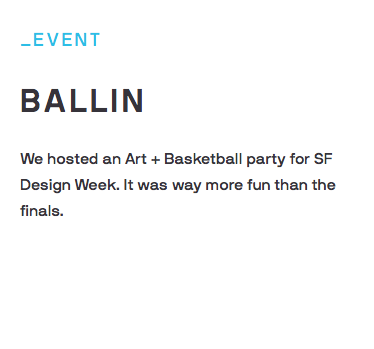 _EVENT
BALLIN
We hosted an Art + Basketball party for SF
Design Week. It was way more fun than the
finals.